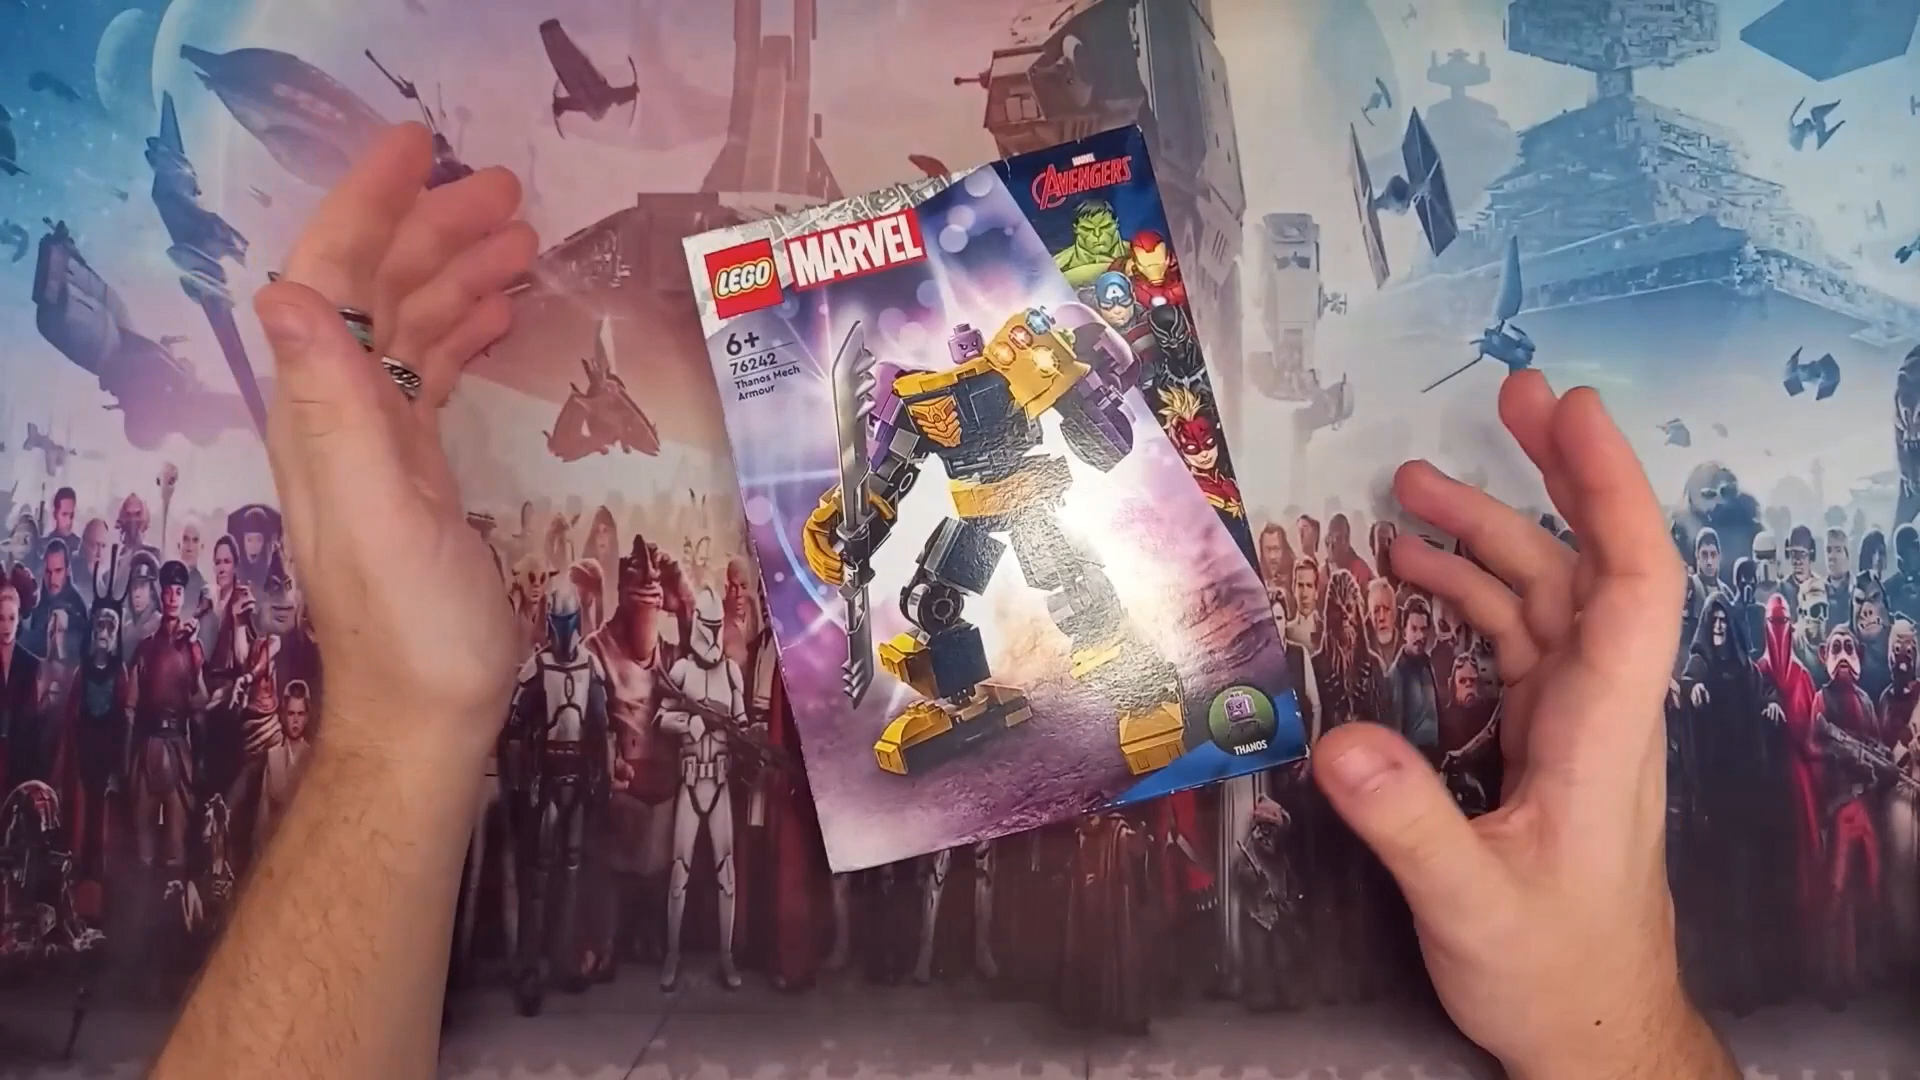 MARVEL
AVENGERS
LEGO MARVEL
6+
76242
Thanos Mech
Armour
THANOS